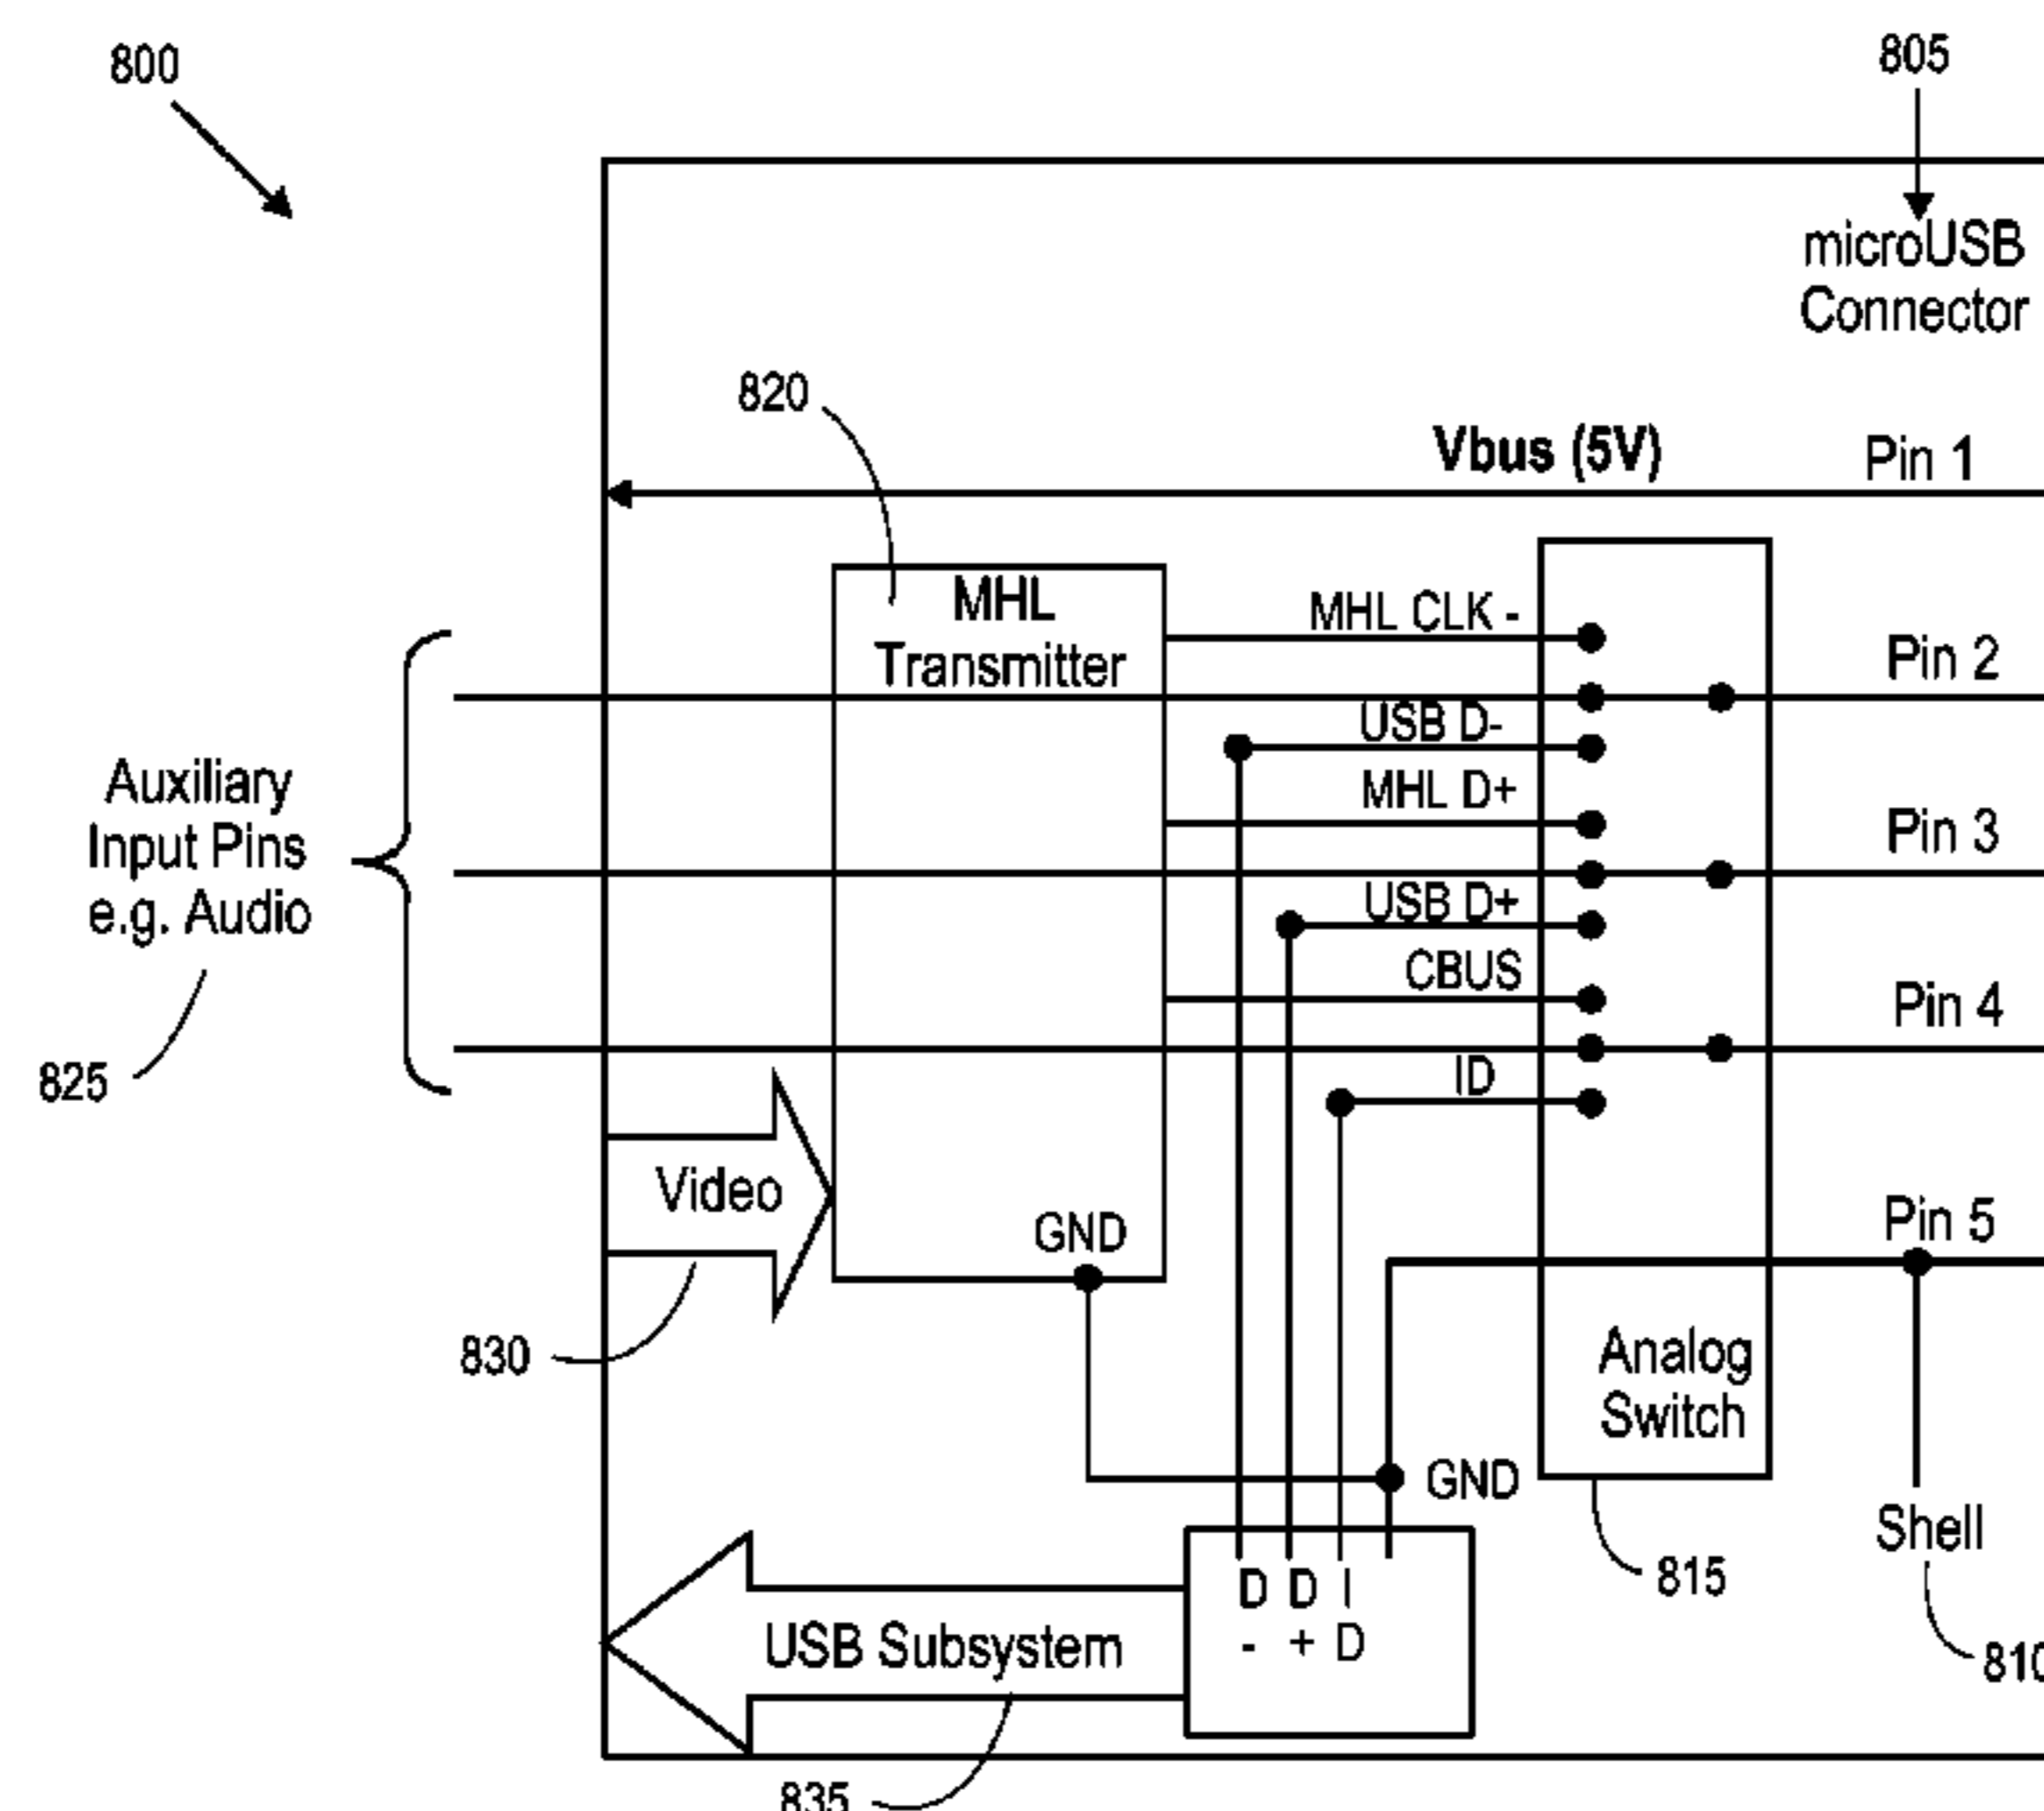 800
805
microUSB
Connector
820
Vbus (5V)
Pin 1
MHL
Transmitter
MHL CLK -
Pin 2
USB D-
MHL D+
Pin 3
USB D+
CBUS
Pin 4
ID
Auxiliary
Input Pins
e.g. Audio
825
Video
GND
Pin 5
830
Analog
Switch
GND
Shell
815
D D I
- + D
USB Subsystem
810
835